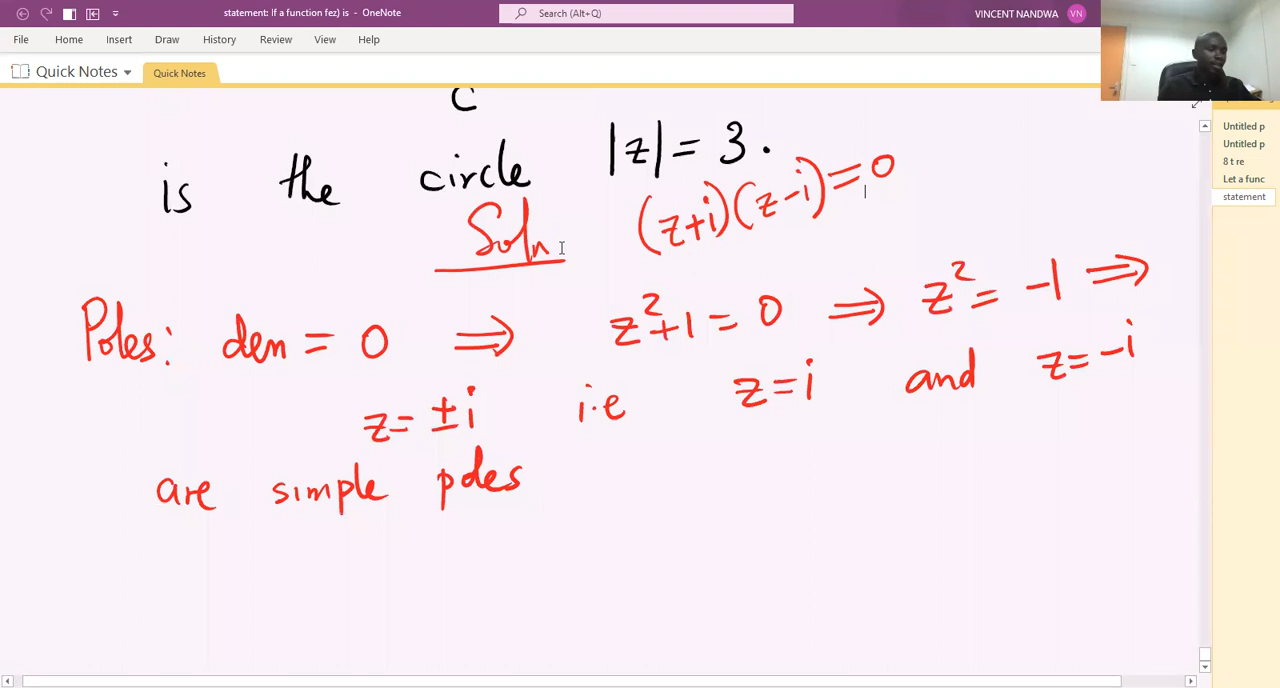 statement: If a function fez) is - OneNote
Search (Alt+Q)
VINCENT NANDWA
VN
File Home Insert Draw History Review View Help
Quick Notes
Quick Notes
Untitled p
Untitled p
8 t re
Let a func
statement
C
is the circle |z| = 3.
Soln
(z+i)(z-i)=0
Poles: den = 0 ⟹ z²+1 = 0 ⟹ z² = -1 ⟹
z = ±i i.e z = i and z = -i
are simple poles